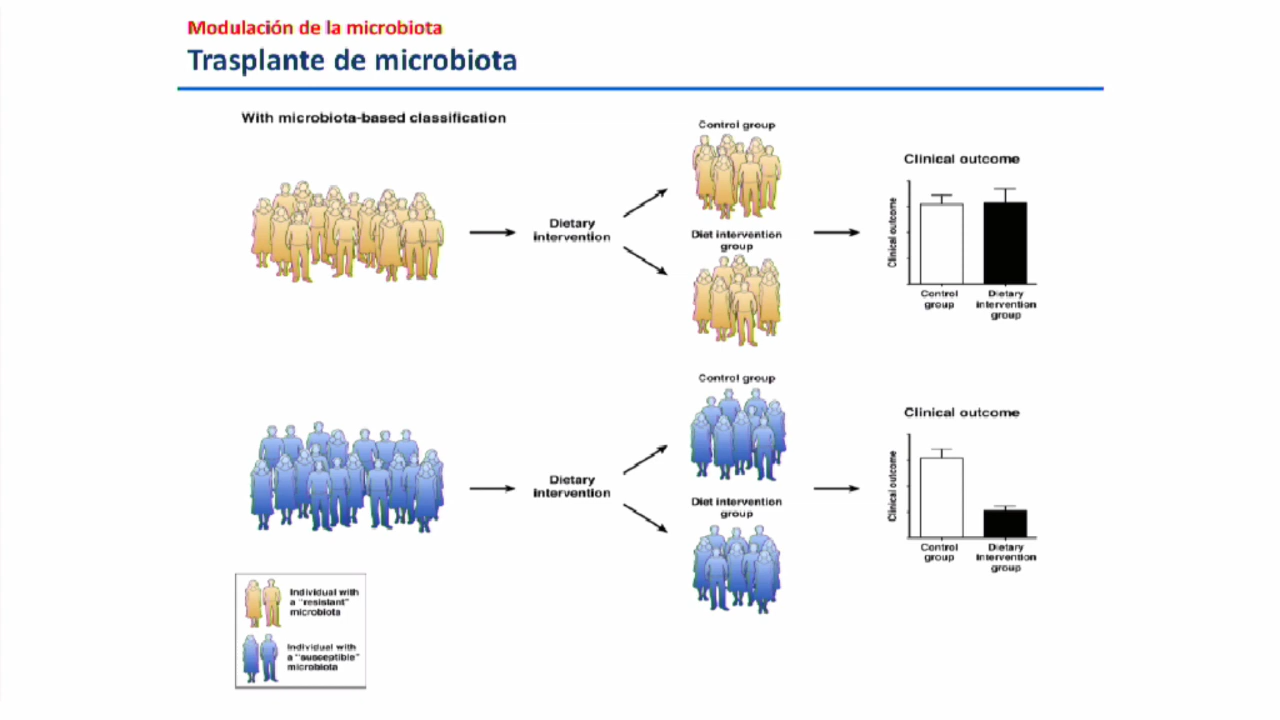 Modulación de la microbiota
Trasplante de microbiota
With microbiota-based classification
Dietary
intervention
Control group
Diet intervention
group
Clinical outcome
Clinical outcome
Control
group
Dietary
intervention
group
Dietary
intervention
Control group
Diet intervention
group
Clinical outcome
Clinical outcome
Control
group
Dietary
intervention
group
Individual with
a "resistant"
microbiota
Individual with
a "susceptible"
microbiota